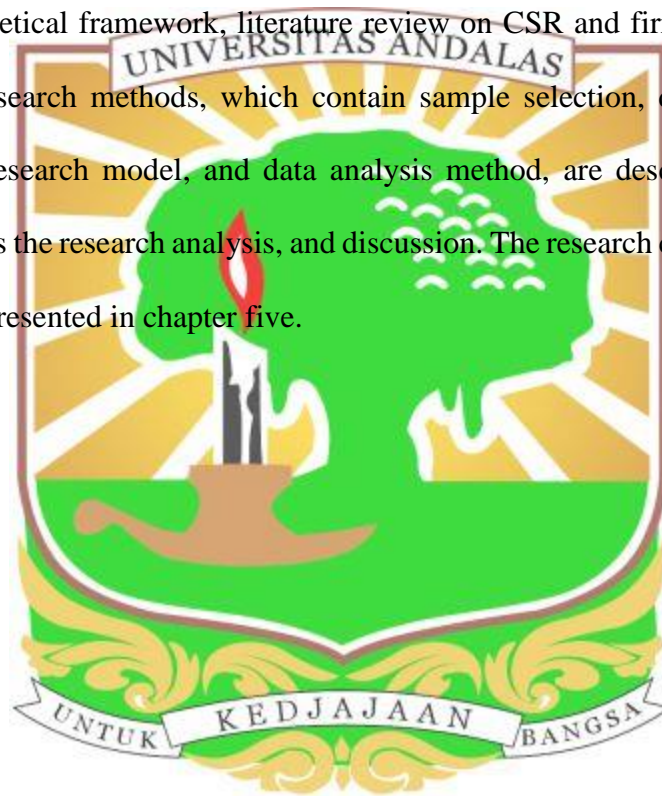 etical framework, literature review on CSR and fir
UNIVERSITAS ANDALAS
search methods, which contain sample selection,
esearch model, and data analysis method, are desc
s the research analysis, and discussion. The research
resented in chapter five.
UNTUK KEDJAJAAN BANGSA